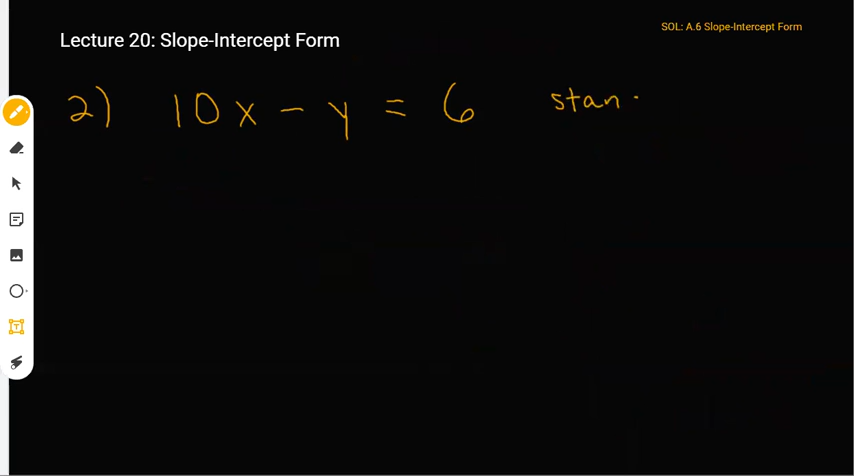 SOL: A.6 Slope-Intercept Form
Lecture 20: Slope-Intercept Form
2) 10x - y = 6 stan